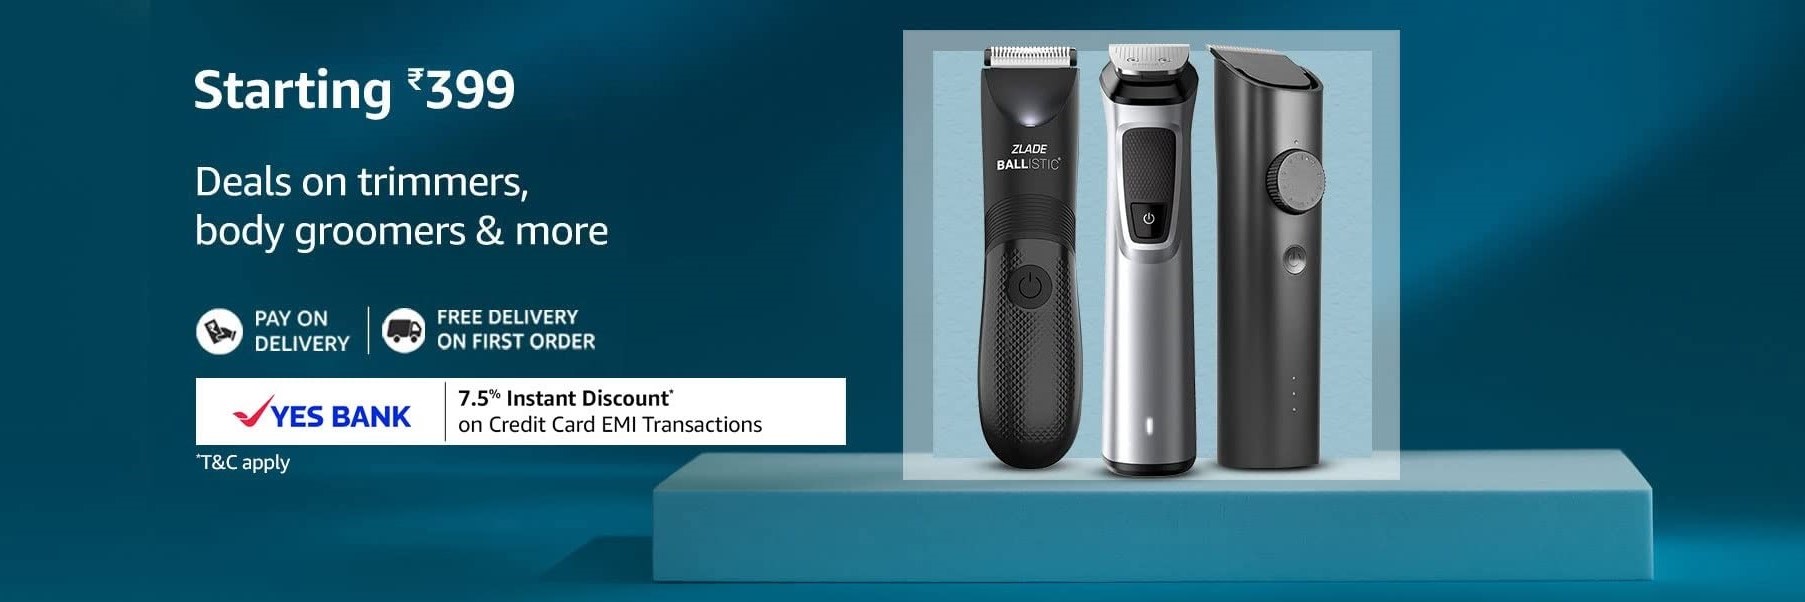 Starting ₹399
Deals on trimmers,
body groomers & more
PAY ON
DELIVERY
FREE DELIVERY
ON FIRST ORDER
YES BANK
7.5% Instant Discount*
on Credit Card EMI Transactions
*T&C apply
ZLADE
BALLISTIC